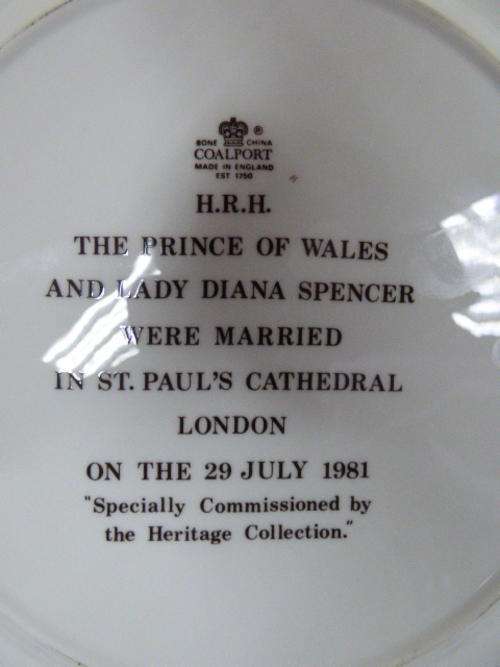 BONE CHINA ®
COALPORT
MADE IN ENGLAND
EST 1750
H.R.H.
THE PRINCE OF WALES
AND LADY DIANA SPENCER
WERE MARRIED
IN ST. PAUL'S CATHEDRAL
LONDON
ON THE 29 JULY 1981
"Specially Commissioned by
the Heritage Collection."